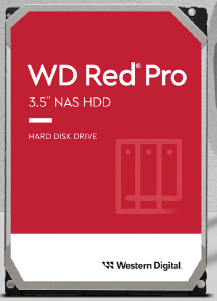 WD Red® Pro
3.5" NAS HDD
HARD DISK DRIVE
Western Digital.